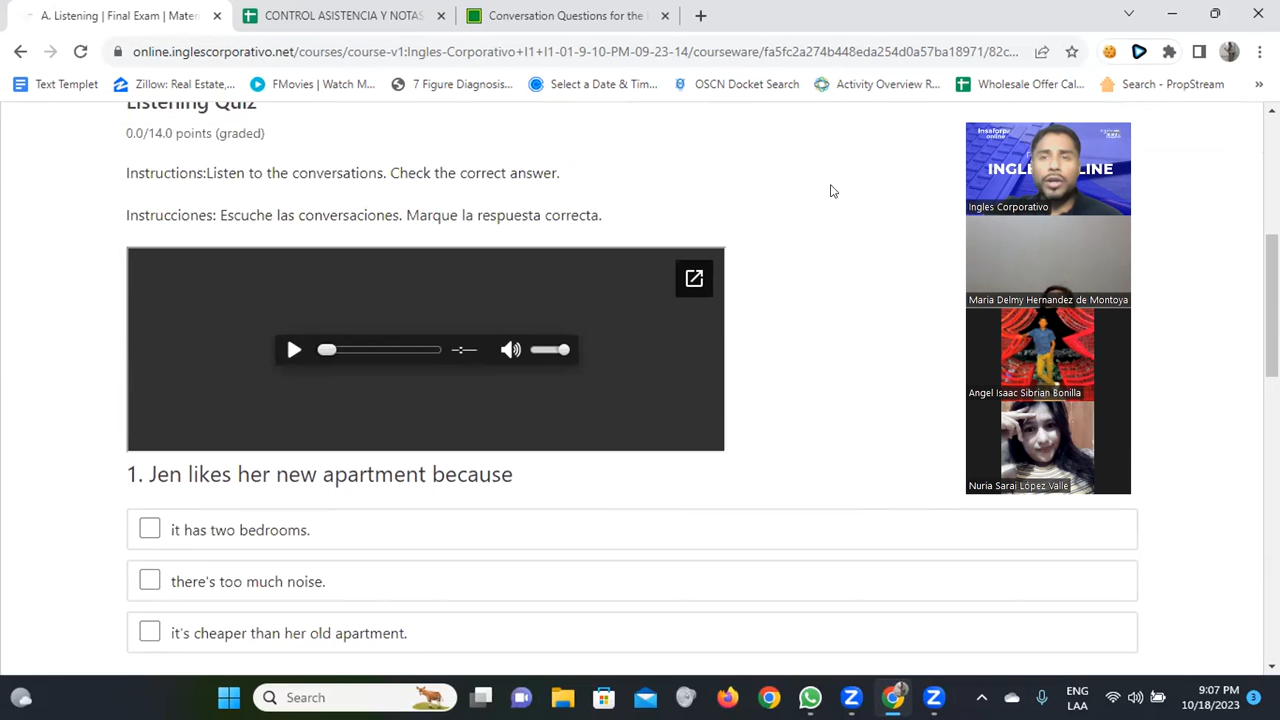 A. Listening | Final Exam | Mater
CONTROL ASISTENCIA Y NOTAS
Conversation Questions for the
online.inglescorporativo.net/courses/course-v1:Ingles-Corporativo+I1+I1-01-9-10-PM-09-23-14/courseware/fa5fc2a274b448eda254d0a57ba18971/82c...
Text Templet
Zillow: Real Estate,...
FMovies | Watch M...
7 Figure Diagnosis...
Select a Date & Tim...
OSCN Docket Search
Activity Overview R...
Wholesale Offer Cal...
Search - PropStream
»
Listening Quiz
0.0/14.0 points (graded)
Instructions:Listen to the conversations. Check the correct answer.
Instrucciones: Escuche las conversaciones. Marque la respuesta correcta.
Ingles Corporativo
Maria Delmy Hernandez de Montoya
Angel Isaac Sibrian Bonilla
Nuria Sarai López Valle
1. Jen likes her new apartment because
it has two bedrooms.
there's too much noise.
it's cheaper than her old apartment.
Search
ENG
LAA
9:07 PM
10/18/2023
3